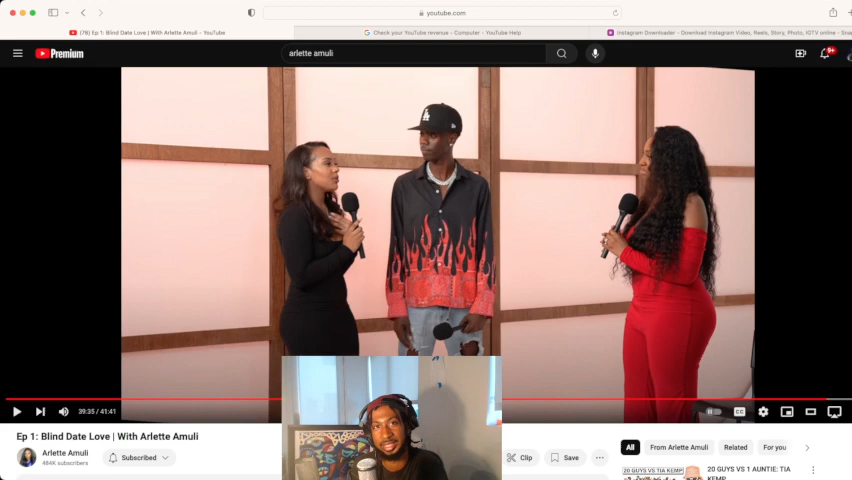 youtube.com
(78) Ep 1: Blind Date Love | With Arlette Amuli - YouTube
Check your YouTube revenue - Computer - YouTube Help
Instagram Downloader - Download Instagram Video, Reels, Story, Photo, IGTV online - Snap
Premium
arlette amuli
9+
LA
39:35 / 41:41
CC
Ep 1: Blind Date Love | With Arlette Amuli
Arlette Amuli
484K subscribers
Subscribed
Clip
Save
All
From Arlette Amuli
Related
For you
20 GUYS VS TIA KEMP
20 GUYS VS 1 AUNTIE: TIA
KEMP